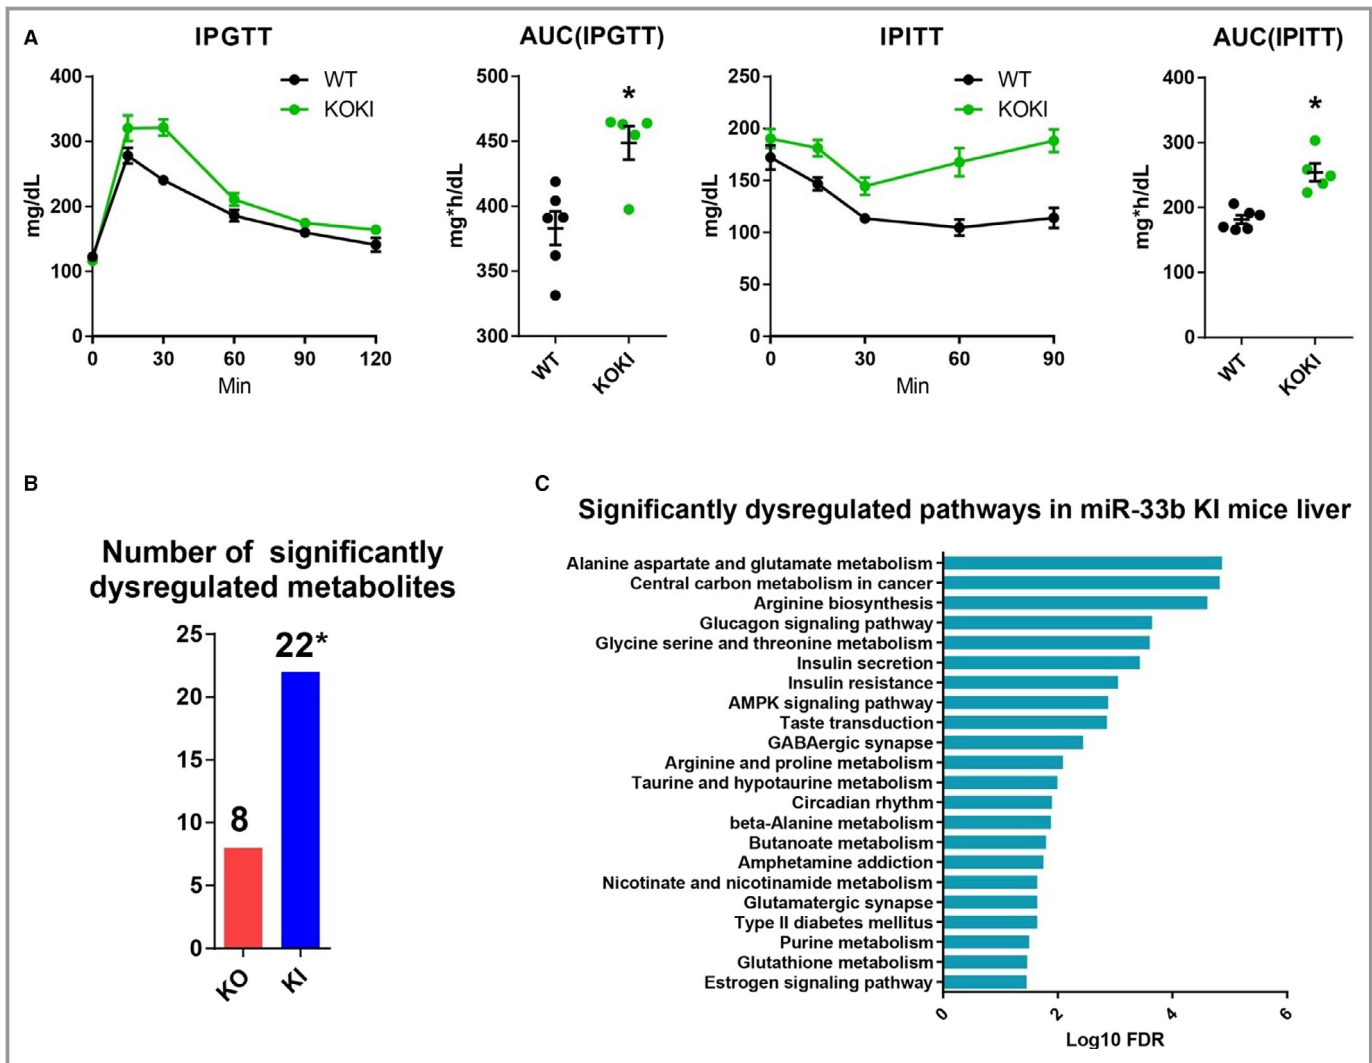 A
IPGTT
AUC(IPGTT)
IPITT
AUC(IPITT)
400
300
200
100
0
mg/dL
0 30 60 90 120
Min
WT
KOKI
500
450
400
350
300
mg*h/dL
*
WT
KOKI
250
200
150
100
50
0
mg/dL
0 30 60 90
Min
WT
KOKI
400
300
200
100
0
mg*h/dL
*
WT
KOKI
B
Number of significantly
dysregulated metabolites
25
20
15
10
5
0
8
22*
KO
KI
C
Significantly dysregulated pathways in miR-33b KI mice liver
Alanine aspartate and glutamate metabolism
Central carbon metabolism in cancer
Arginine biosynthesis
Glucagon signaling pathway
Glycine serine and threonine metabolism
Insulin secretion
Insulin resistance
AMPK signaling pathway
Taste transduction
GABAergic synapse
Arginine and proline metabolism
Taurine and hypotaurine metabolism
Circadian rhythm
beta-Alanine metabolism
Butanoate metabolism
Amphetamine addiction
Nicotinate and nicotinamide metabolism
Glutamatergic synapse
Type II diabetes mellitus
Purine metabolism
Glutathione metabolism
Estrogen signaling pathway
0 2 4 6
Log10 FDR